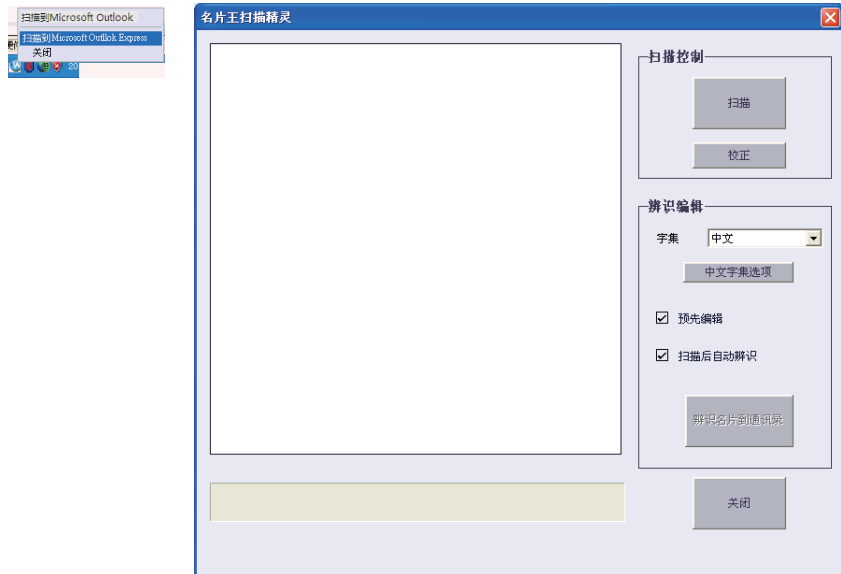 扫描到Microsoft Outlook
扫描到Microsoft Outllok Express
关闭
20
名片王扫描精灵
扫描控制
扫描
校正
辨识编辑
字集
中文
中文字集选项
预先编辑
扫描后自动辨识
辨识名片到通讯录
关闭